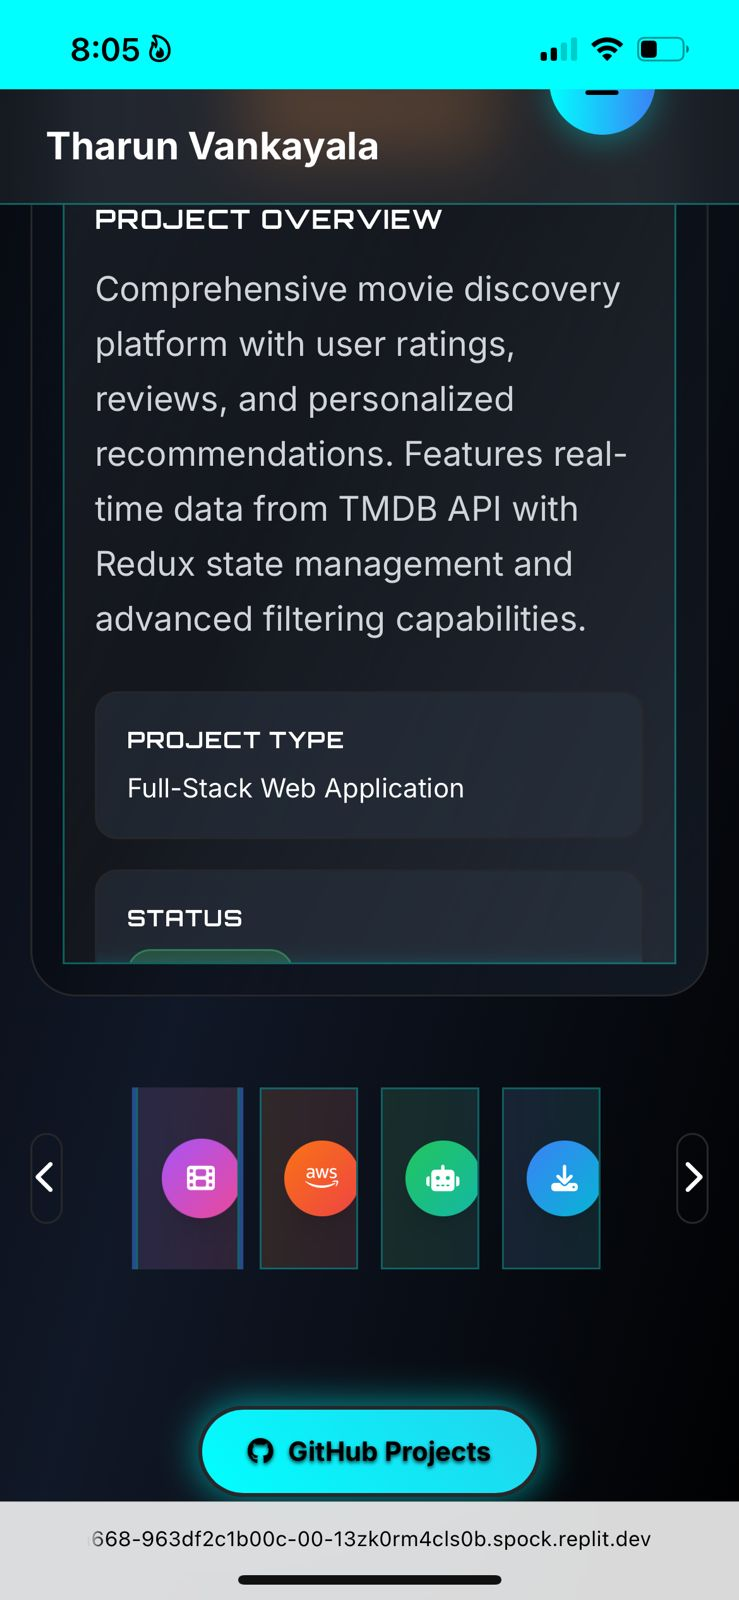 8:05
Tharun Vankayala
PROJECT OVERVIEW
Comprehensive movie discovery
platform with user ratings,
reviews, and personalized
recommendations. Features real-
time data from TMDB API with
Redux state management and
advanced filtering capabilities.
PROJECT TYPE
Full-Stack Web Application
STATUS
aws
GitHub Projects
668-963df2c1b00c-00-13zk0rm4cls0b.spock.replit.dev